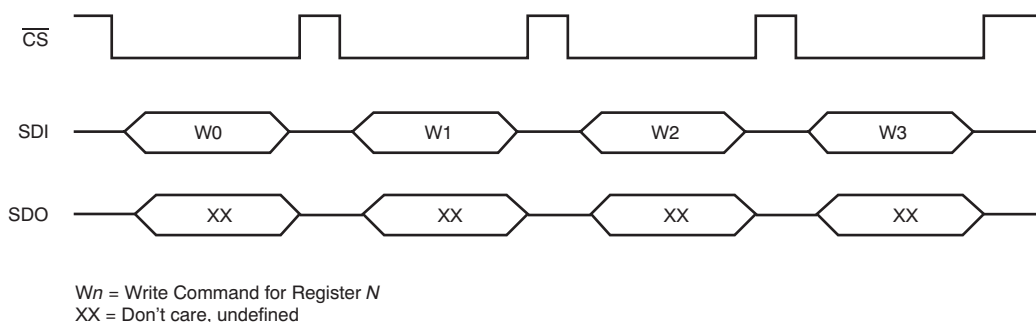 CS
SDI W0 W1 W2 W3
SDO XX XX XX XX
Wn = Write Command for Register N
XX = Don't care, undefined